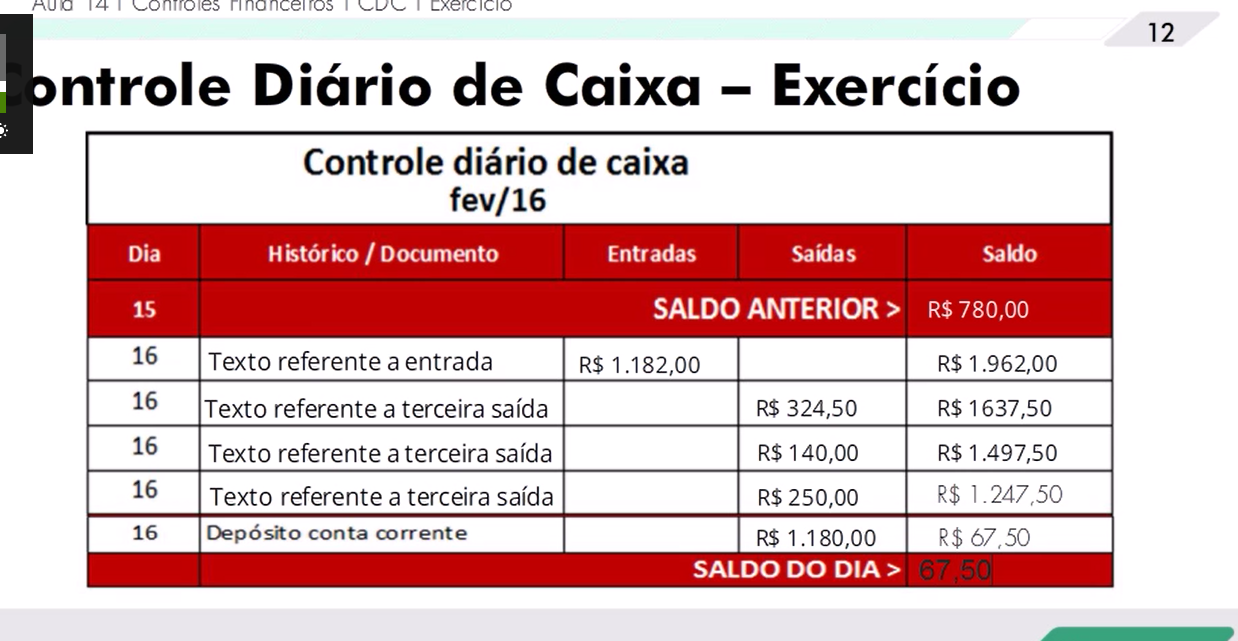 Aula 14 | Controles Financeiros | CDC | Exercício
12
Controle Diário de Caixa – Exercício
Controle diário de caixa
fev/16
Dia Histórico / Documento Entradas Saídas Saldo
15 SALDO ANTERIOR > R$ 780,00
16 Texto referente a entrada R$ 1.182,00 R$ 1.962,00
16 Texto referente a terceira saída R$ 324,50 R$ 1637,50
16 Texto referente a terceira saída R$ 140,00 R$ 1.497,50
16 Texto referente a terceira saída R$ 250,00 R$ 1.247,50
16 Depósito conta corrente R$ 1.180,00 R$ 67,50
SALDO DO DIA > 67,50